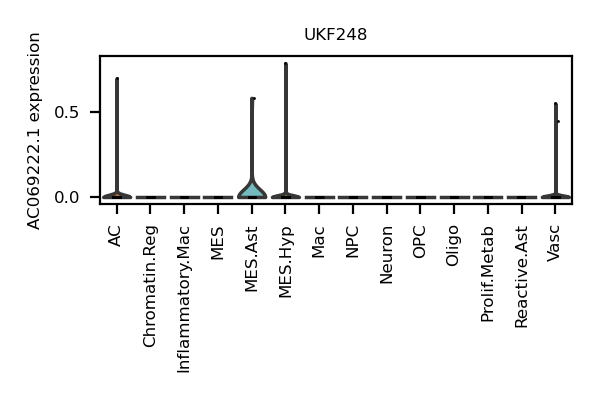 UKF248
AC069222.1 expression
0.5
0.0
AC
Chromatin.Reg
Inflammatory.Mac
MES
MES.Ast
MES.Hyp
Mac
NPC
Neuron
OPC
Oligo
Prolif.Metab
Reactive.Ast
Vasc